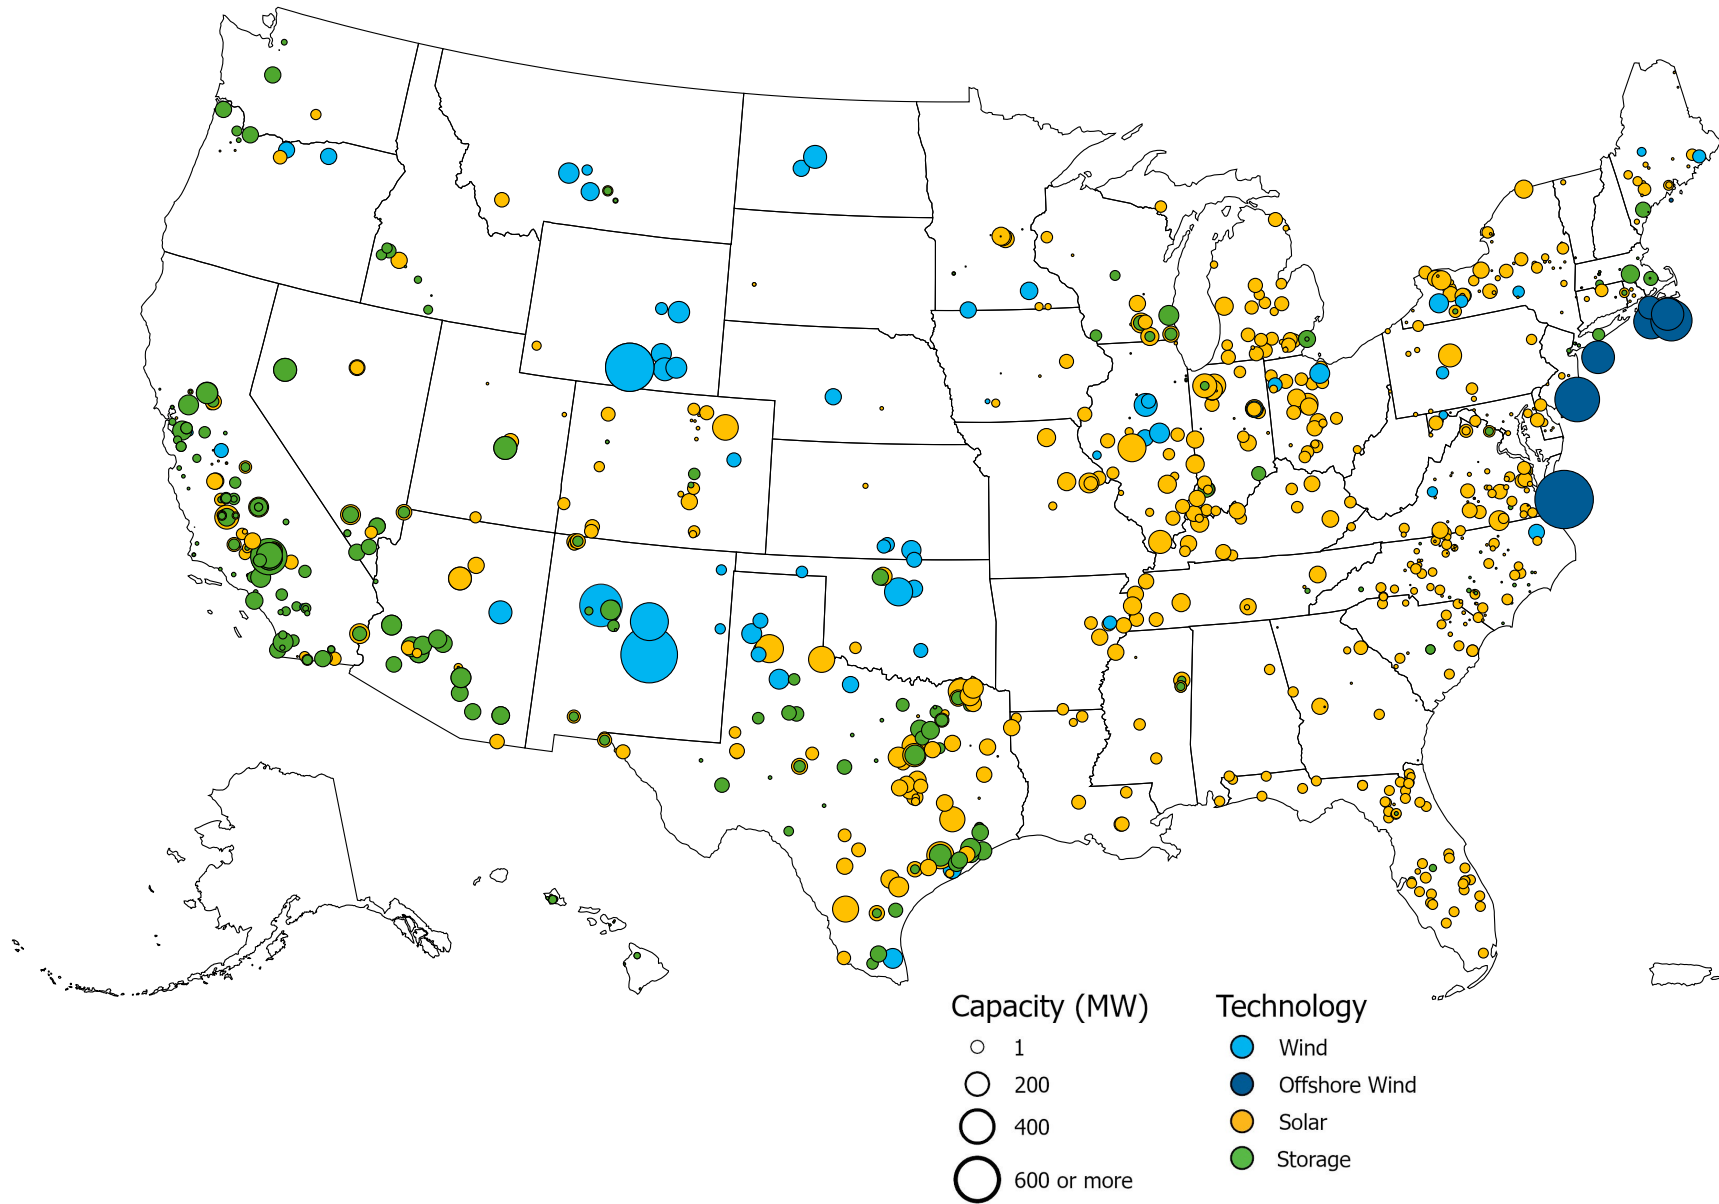 Capacity (MW)
1
200
400
600 or more
Technology
Wind
Offshore Wind
Solar
Storage